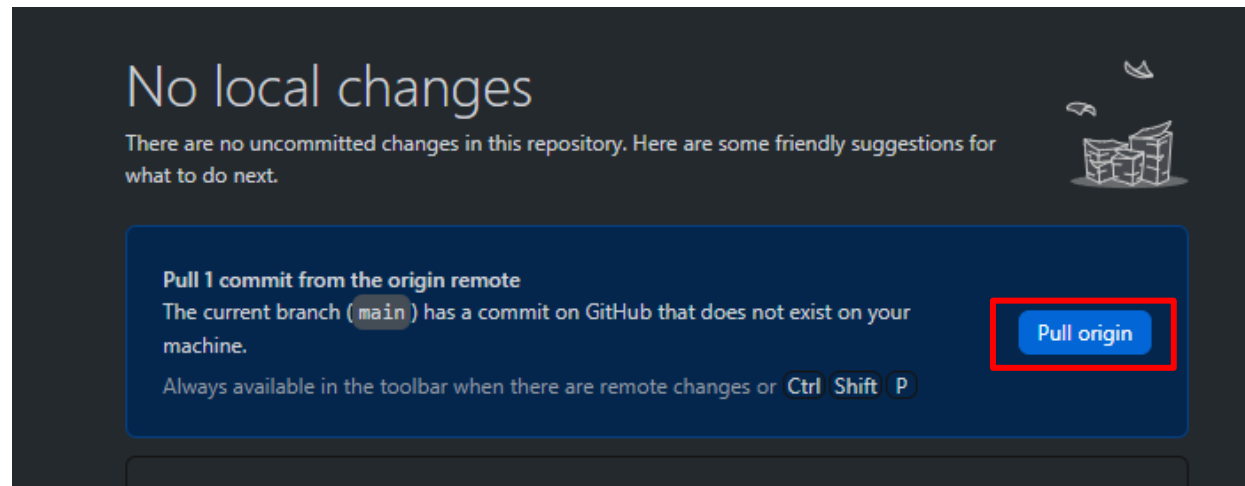 No local changes
There are no uncommitted changes in this repository. Here are some friendly suggestions for
what to do next.
Pull 1 commit from the origin remote
The current branch (main) has a commit on GitHub that does not exist on your
machine.
Pull origin
Always available in the toolbar when there are remote changes or Ctrl Shift P